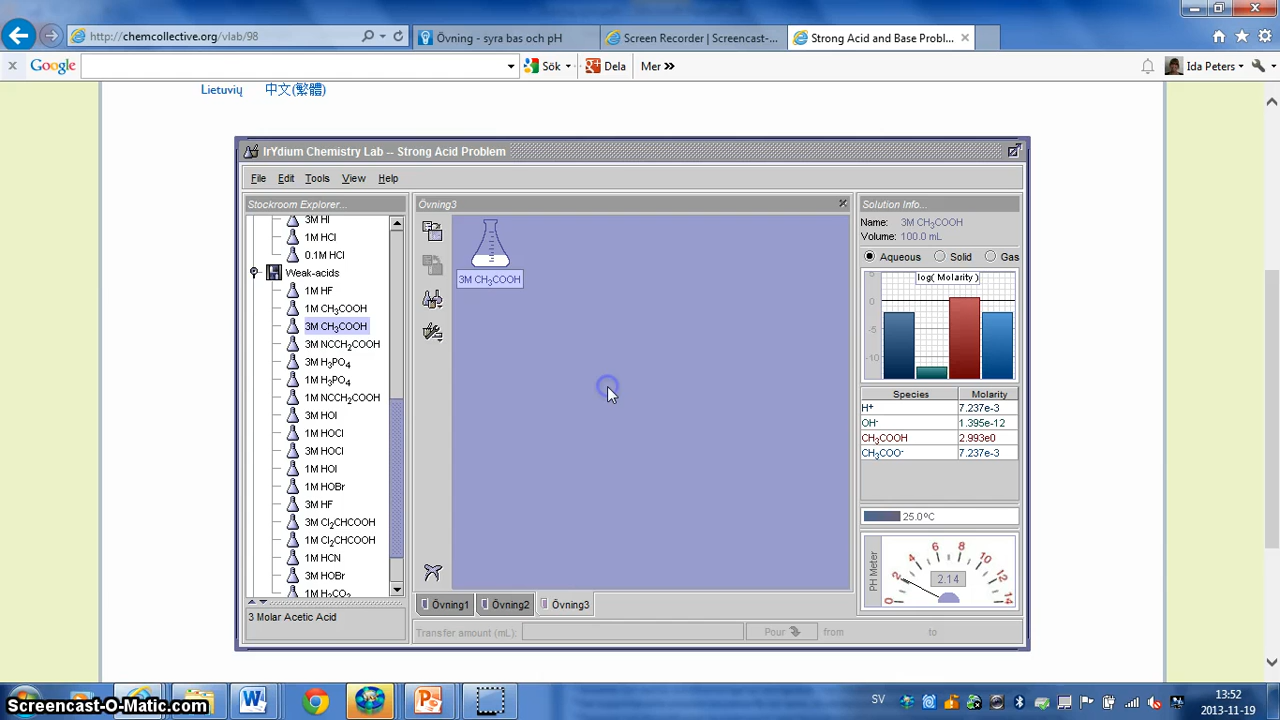 http://chemcollective.org/vlab/98
Övning - syra bas och pH
Screen Recorder | Screencast-...
Strong Acid and Base Probl...
Google
Sök
Dela
Mer »
Ida Peters
Lietuvių 中文(繁體)
IrYdium Chemistry Lab -- Strong Acid Problem
File Edit Tools View Help
Stockroom Explorer...
3M HI
1M HCl
0.1M HCl
Weak-acids
1M HF
1M CH₃COOH
3M CH₃COOH
3M NCCH₂COOH
3M H₃PO₄
1M H₃PO₄
1M NCCH₂COOH
3M HOI
1M HOCl
3M HOCl
1M HOI
1M HOBr
3M HF
3M Cl₂CHCOOH
1M Cl₂CHCOOH
1M HCN
3M HOBr
1M H₂CO₃
3 Molar Acetic Acid
Övning3
3M CH₃COOH
Övning1 Övning2 Övning3
Transfer amount (mL): Pour from to
Solution Info...
Name: 3M CH₃COOH
Volume: 100.0 mL
Aqueous Solid Gas
log( Molarity )
5
0
-5
-10
Species Molarity
H⁺ 7.237e-3
OH⁻ 1.395e-12
CH₃COOH 2.993e0
CH₃COO⁻ 7.237e-3
25.0ºC
PH Meter
0 2 4 6 8 10 12 14
2.14
SV
13:52
2013-11-19
Screencast-O-Matic.com